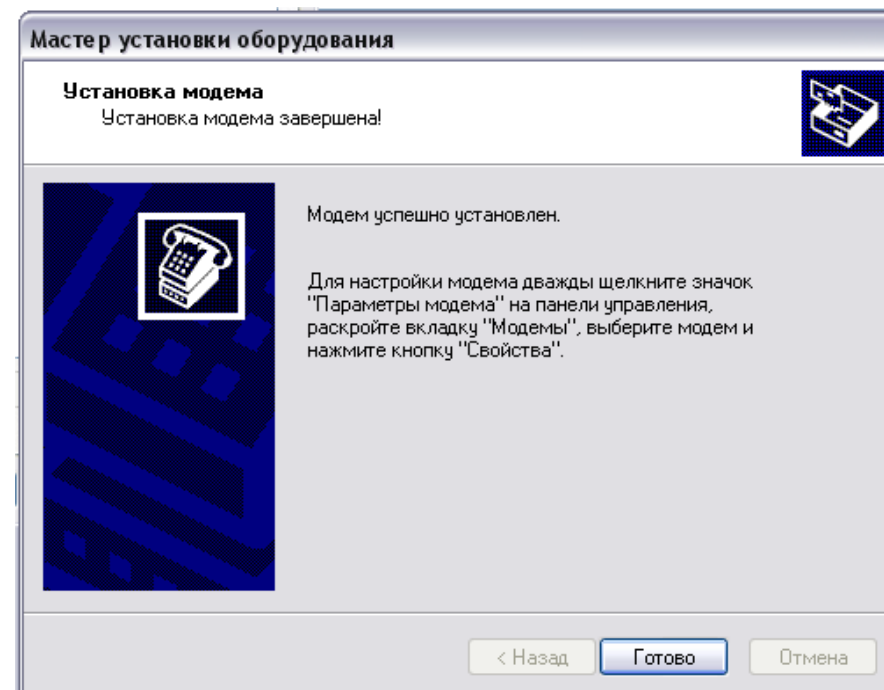 Мастер установки оборудования
Установка модема
Установка модема завершена!
Модем успешно установлен.
Для настройки модема дважды щелкните значок
"Параметры модема" на панели управления,
раскройте вкладку "Модемы", выберите модем и
нажмите кнопку "Свойства".
< Назад
Готово
Отмена